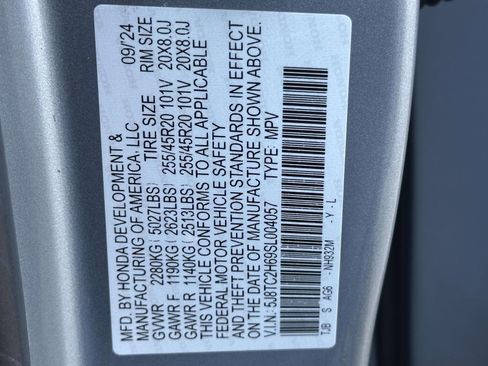 MFD. BY HONDA DEVELOPMENT & 09/24
MANUFACTURING OF AMERICA, LLC
TIRE SIZE RIM SIZE
GVWR 2280KG( 5027LBS)
GAWR F 1190KG( 2623LBS) 255/45R20 101V 20X8.0J
GAWR R 1140KG( 2513LBS) 255/45R20 101V 20X8.0J
THIS VEHICLE CONFORMS TO ALL APPLICABLE
FEDERAL MOTOR VEHICLE SAFETY
AND THEFT PREVENTION STANDARDS IN EFFECT
ON THE DATE OF MANUFACTURE SHOWN ABOVE.
V.I.N.: 5J8TC2H69SL004057 TYPE: MPV
TJB S AG6 - NH932M - Y - L